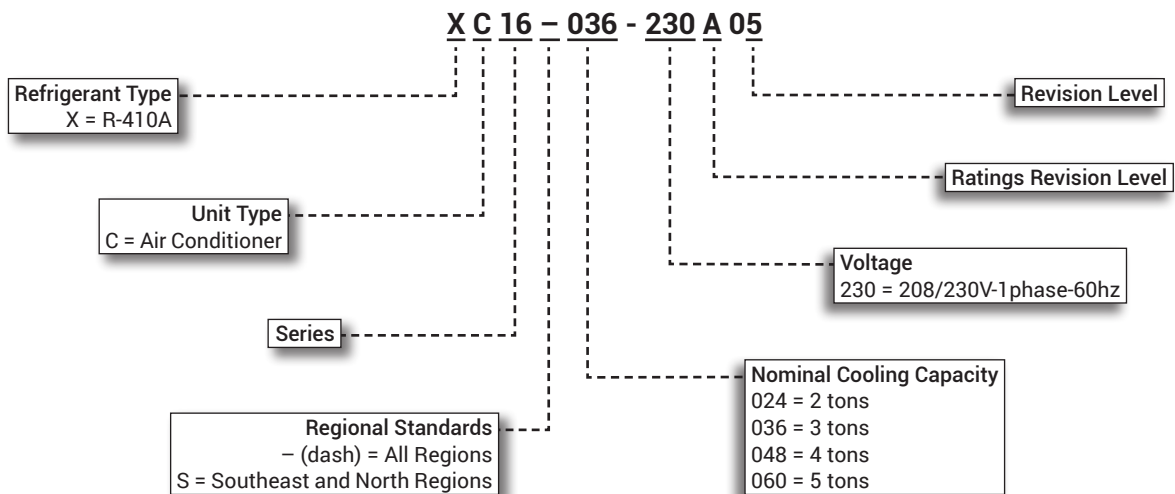 X C 16 – 036 - 230 A 05
Refrigerant Type
X = R-410A
Revision Level
Ratings Revision Level
Unit Type
C = Air Conditioner
Voltage
230 = 208/230V-1phase-60hz
Series
Nominal Cooling Capacity
024 = 2 tons
036 = 3 tons
048 = 4 tons
060 = 5 tons
Regional Standards
– (dash) = All Regions
S = Southeast and North Regions